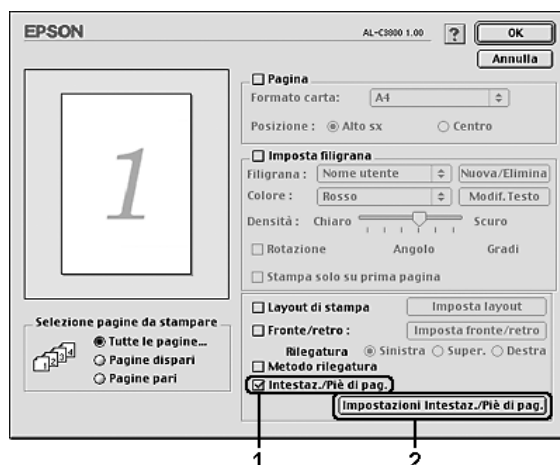 EPSON
AL-C3800 1.00
?
OK
Annulla
1
Pagina
Formato carta: A4
Posizione : Alto sx Centro
Imposta filigrana
Filigrana : Nome utente Nuova/Elimina
Colore : Rosso Modif. Testo
Densità : Chiaro Scuro
Rotazione Angolo Gradi
Stampa solo su prima pagina
Selezione pagine da stampare
1 2 3 4
Tutte le pagine...
Pagine dispari
Pagine pari
Layout di stampa Imposta layout
Fronte/retro : Imposta fronte/retro
Rilegatura Sinistra Super. Destra
Metodo rilegatura
Intestaz./Piè di pag.
Impostazioni Intestaz./Piè di pag.
1 2